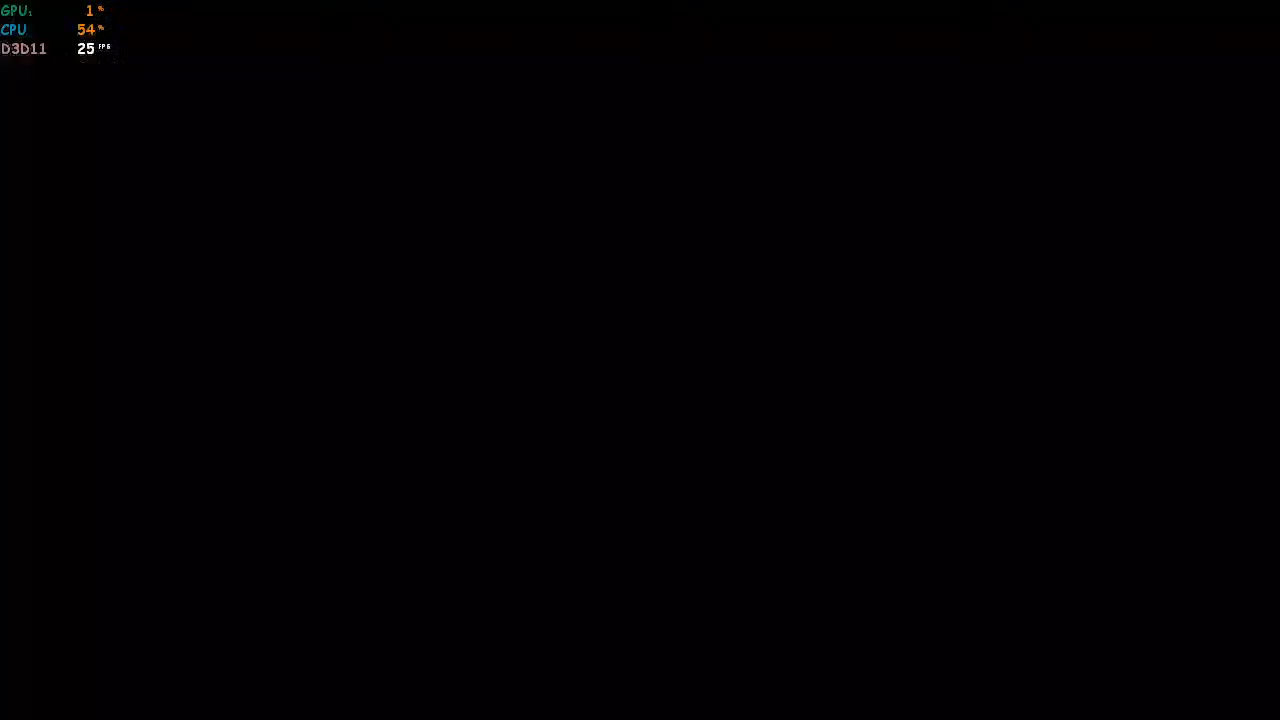 GPU₁ 1 %
CPU 54 %
D3D11 25 FPS